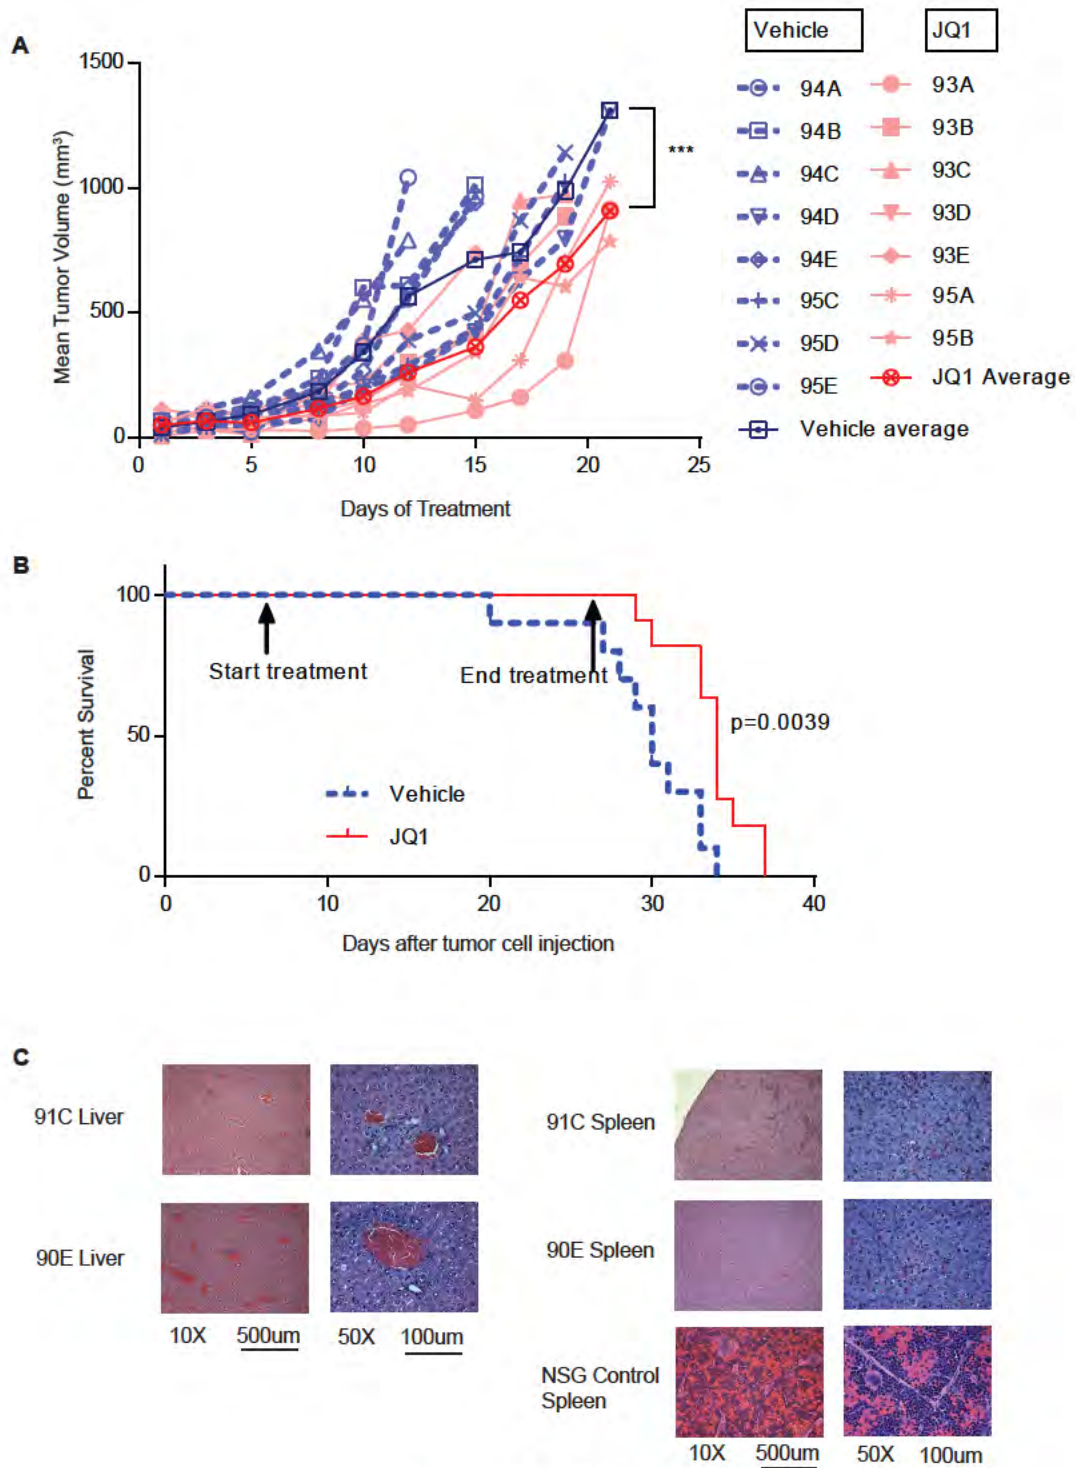 A
Vehicle JQ1
1500
1000
500
0
Mean Tumor Volume (mm³)
0 5 10 15 20 25
Days of Treatment
***
94A 93A
94B 93B
94C 93C
94D 93D
94E 93E
95C 95A
95D 95B
95E JQ1 Average
Vehicle average
B
100
50
0
Percent Survival
Start treatment
End treatment
p=0.0039
Vehicle
JQ1
0 10 20 30 40
Days after tumor cell injection
C
91C Liver
90E Liver
10X 500um 50X 100um
91C Spleen
90E Spleen
NSG Control
Spleen
10X 500um 50X 100um